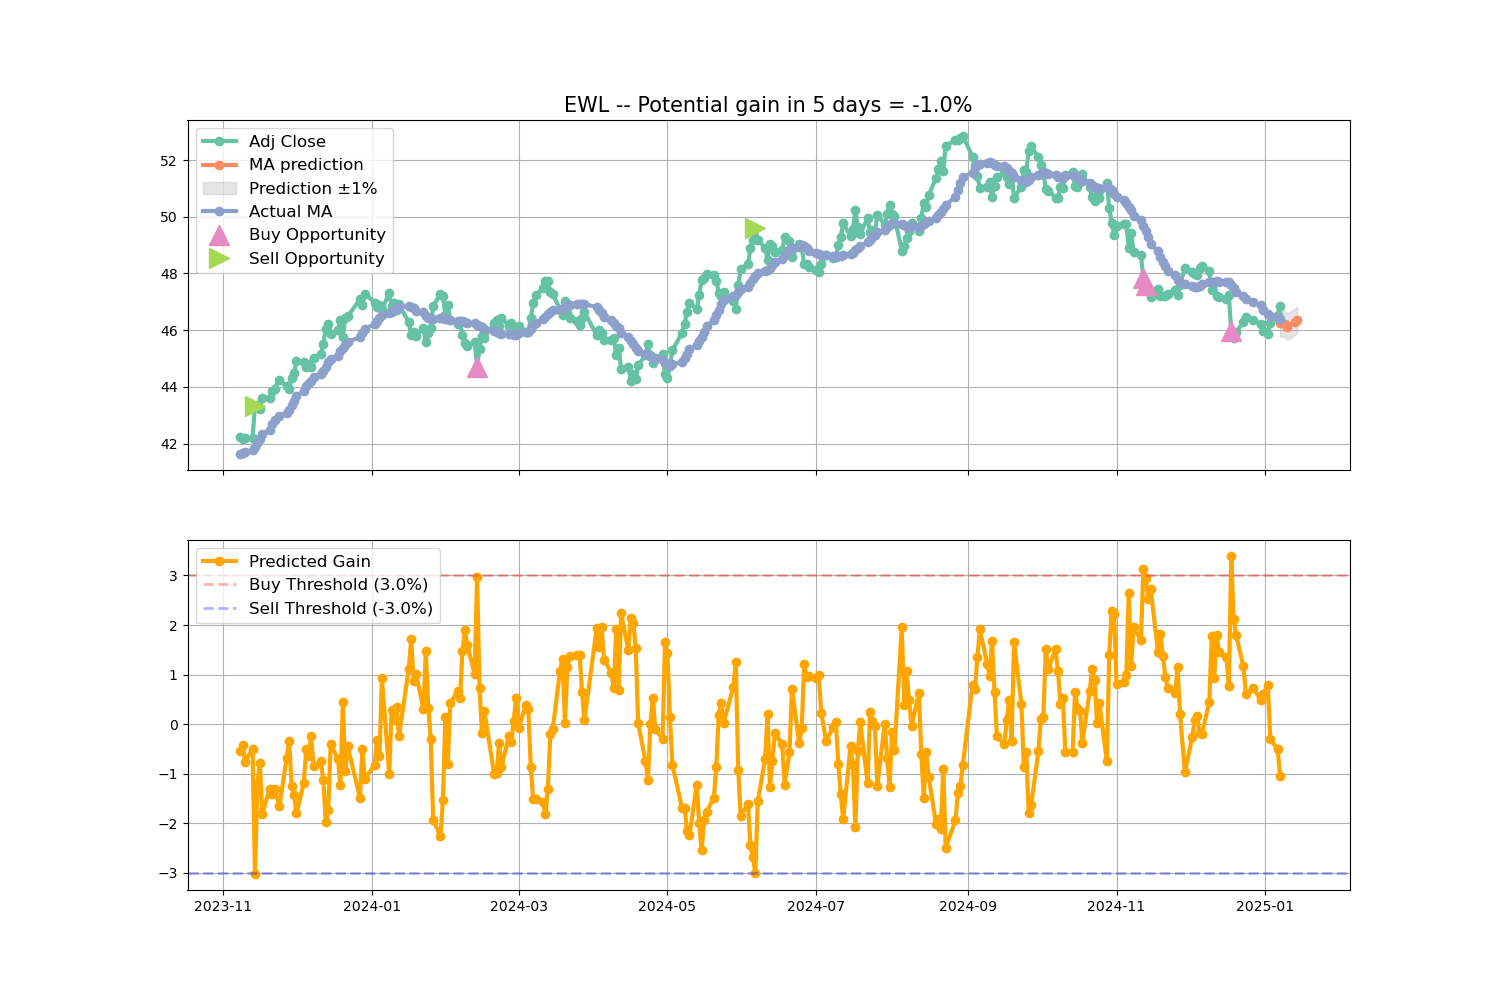 EWL -- Potential gain in 5 days = -1.0%
Adj Close
MA prediction
Prediction ±1%
Actual MA
Buy Opportunity
Sell Opportunity
52
50
48
46
44
42
Predicted Gain
Buy Threshold (3.0%)
Sell Threshold (-3.0%)
3
2
1
0
−1
−2
−3
2023-11 2024-01 2024-03 2024-05 2024-07 2024-09 2024-11 2025-01